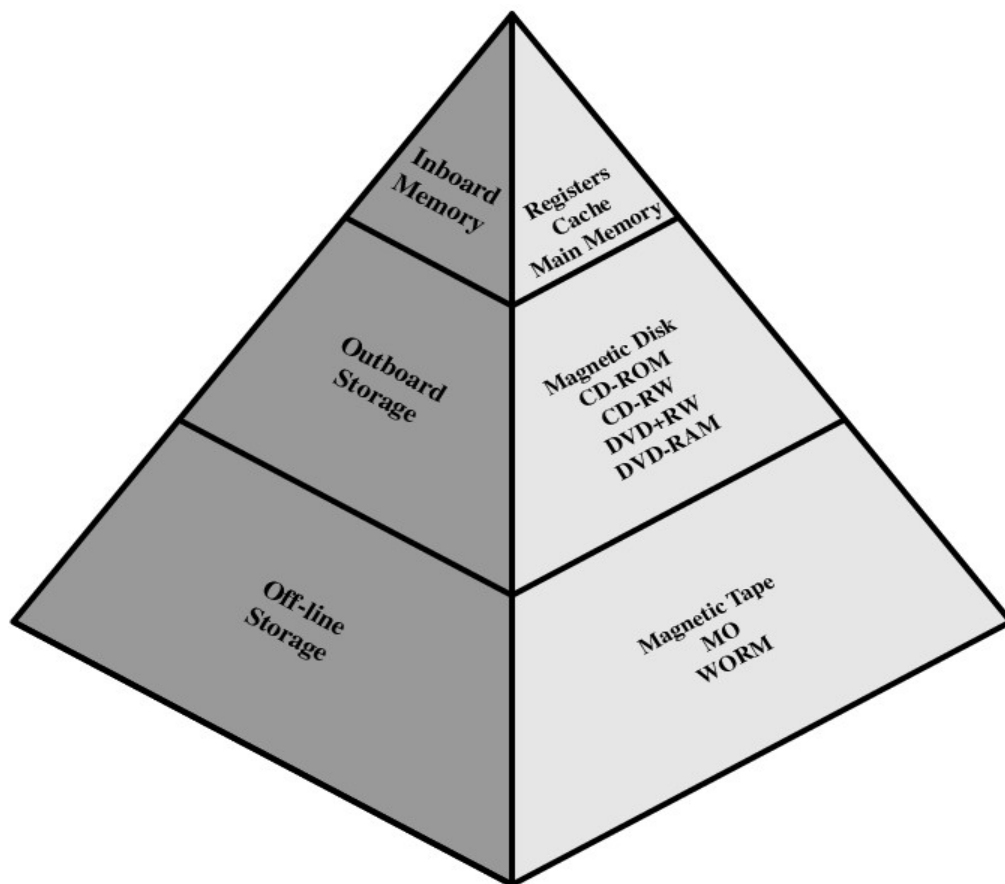 Inboard
Memory
Registers
Cache
Main Memory
Outboard
Storage
Magnetic Disk
CD-ROM
CD-RW
DVD+RW
DVD-RAM
Off-line
Storage
Magnetic Tape
MO
WORM